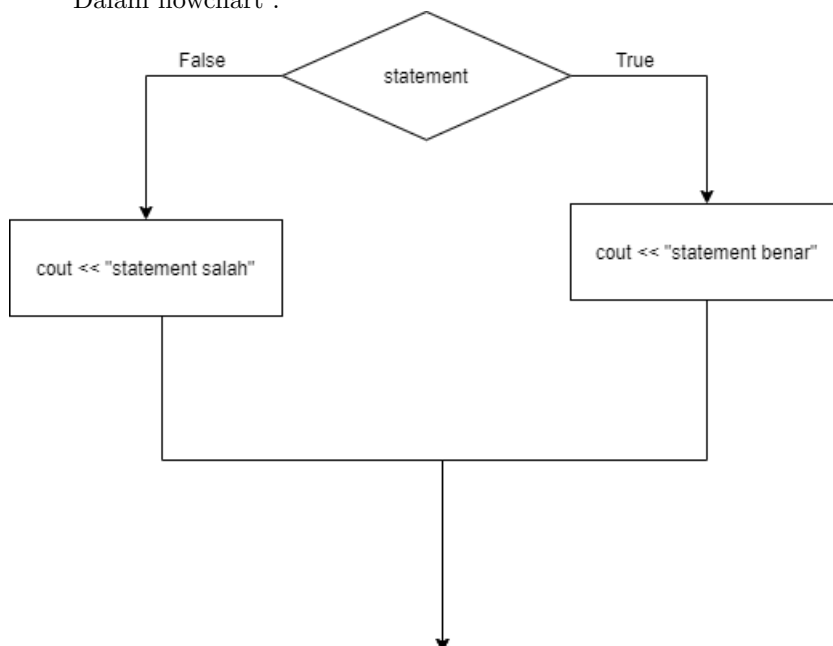 Dalam flowchart :
statement
False
True
cout << "statement salah"
cout << "statement benar"